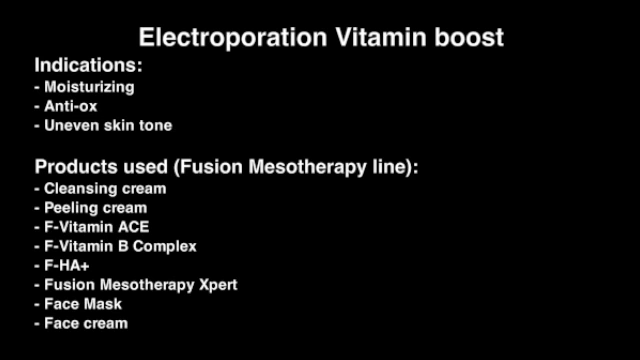 Electroporation Vitamin boost
Indications:
- Moisturizing
- Anti-ox
- Uneven skin tone
Products used (Fusion Mesotherapy line):
- Cleansing cream
- Peeling cream
- F-Vitamin ACE
- F-Vitamin B Complex
- F-HA+
- Fusion Mesotherapy Xpert
- Face Mask
- Face cream